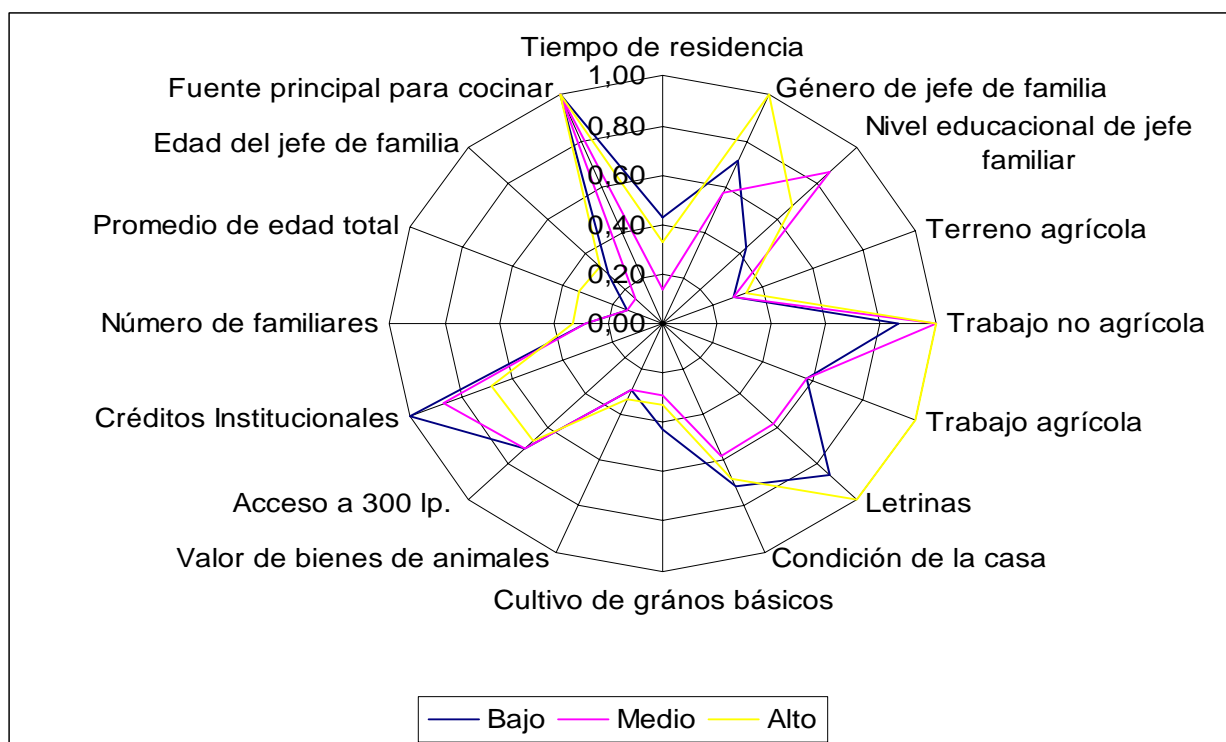 Tiempo de residencia
1,00
Fuente principal para cocinar
Género de jefe de familia
0,80
Nivel educacional de jefe
familiar
Edad del jefe de familia
0,60
Promedio de edad total
0,40
Terreno agrícola
0,20
Número de familiares
0,00
Trabajo no agrícola
Créditos Institucionales
Trabajo agrícola
Acceso a 300 lp.
Letrinas
Valor de bienes de animales
Condición de la casa
Cultivo de grános básicos
Bajo Medio Alto